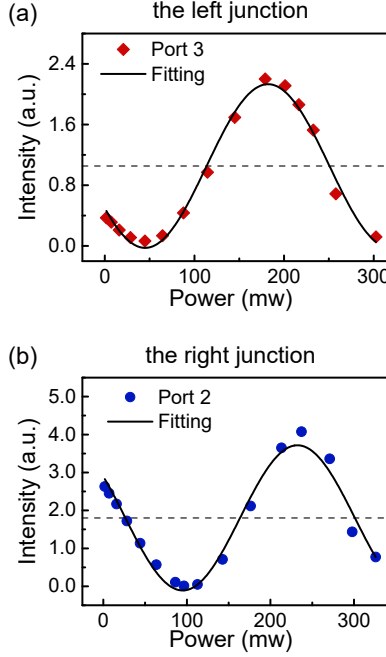 (a) the left junction
Port 3
Fitting
Intensity (a.u.)
2.4
1.6
0.8
0.0
0 100 200 300
Power (mw)
(b) the right junction
Port 2
Fitting
Intensity (a.u.)
5.0
4.0
3.0
2.0
1.0
0.0
0 100 200 300
Power (mw)